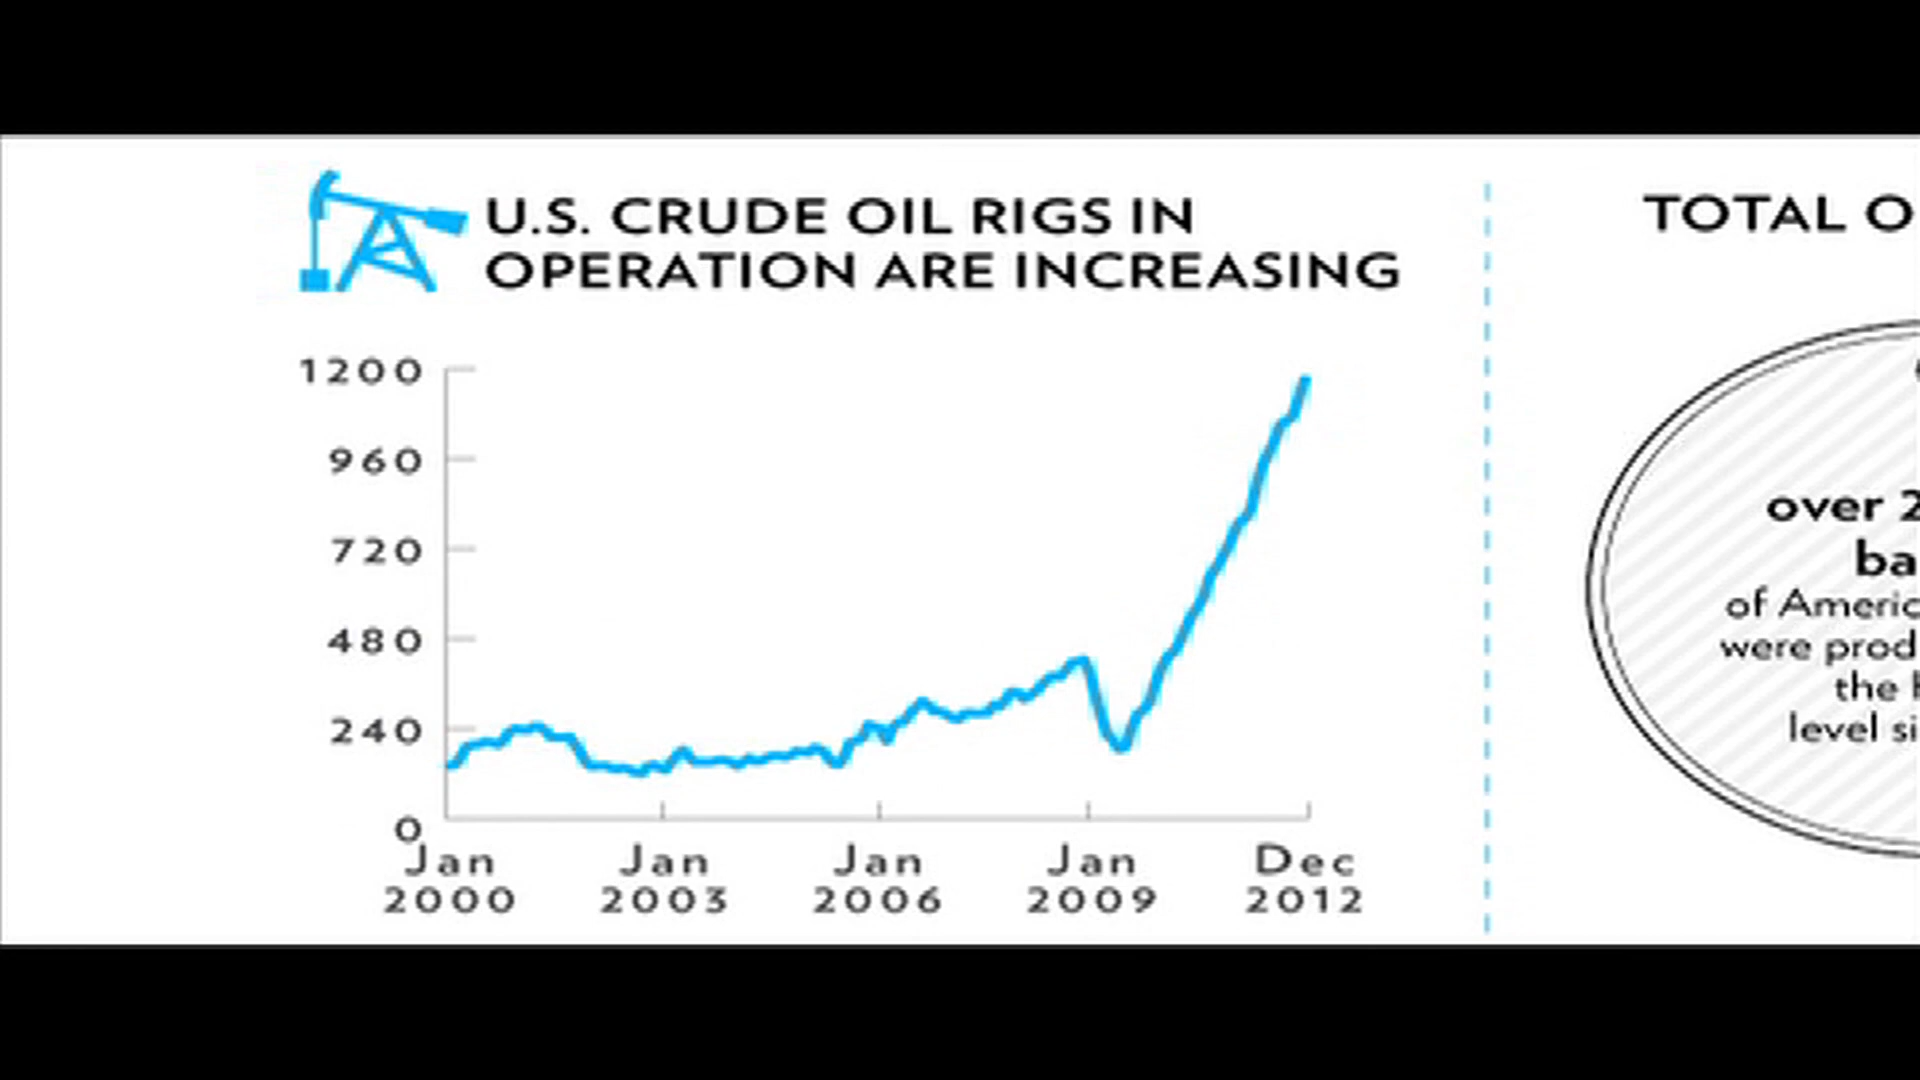 U.S. CRUDE OIL RIGS IN
OPERATION ARE INCREASING
1200
960
720
480
240
0
Jan
2000
Jan
2003
Jan
2006
Jan
2009
Dec
2012
TOTAL O
over 2
ba
of Americ
were prod
the
level si